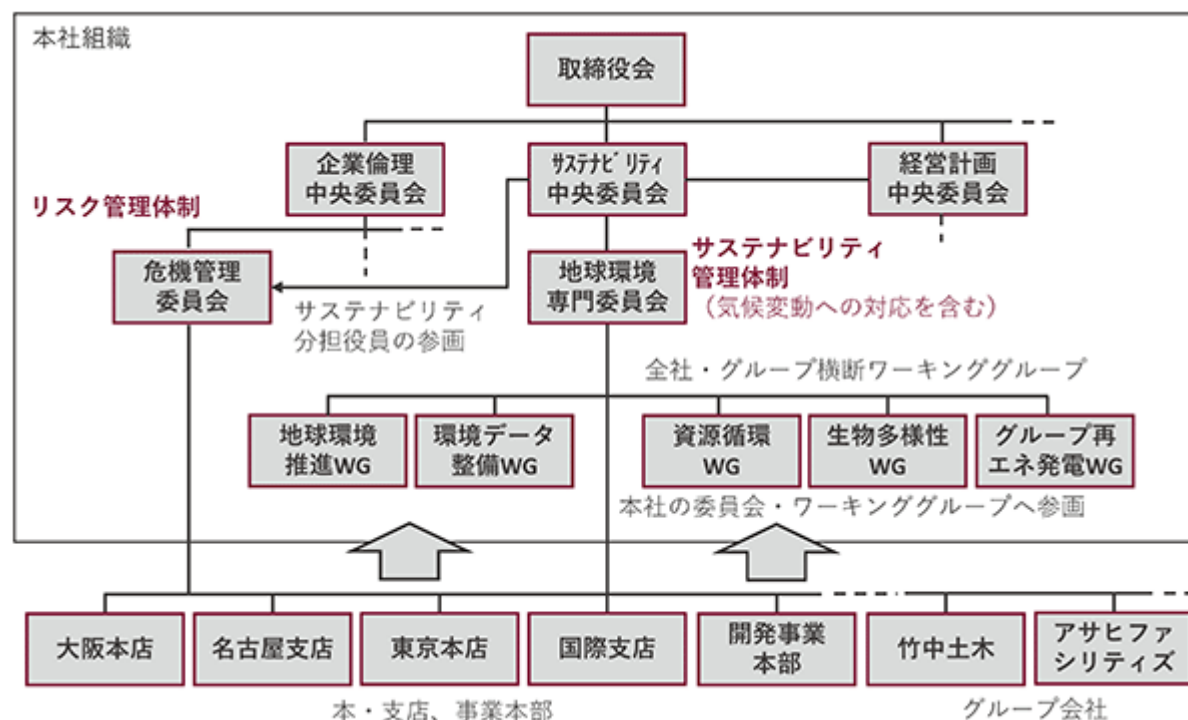 本社組織
取締役会
企業倫理
中央委員会
ｻｽﾃﾅﾋﾞﾘﾃｨ
中央委員会
経営計画
中央委員会
リスク管理体制
危機管理
委員会
サステナビリティ
分担役員の参画
地球環境
専門委員会
サステナビリティ
管理体制
（気候変動への対応を含む）
全社・グループ横断ワーキンググループ
地球環境
推進WG
環境データ
整備WG
資源循環
WG
生物多様性
WG
グループ再
エネ発電WG
本社の委員会・ワーキンググループへ参画
大阪本店
名古屋支店
東京本店
国際支店
開発事業
本部
竹中土木
アサヒファ
シリティズ
本・支店、事業本部
グループ会社